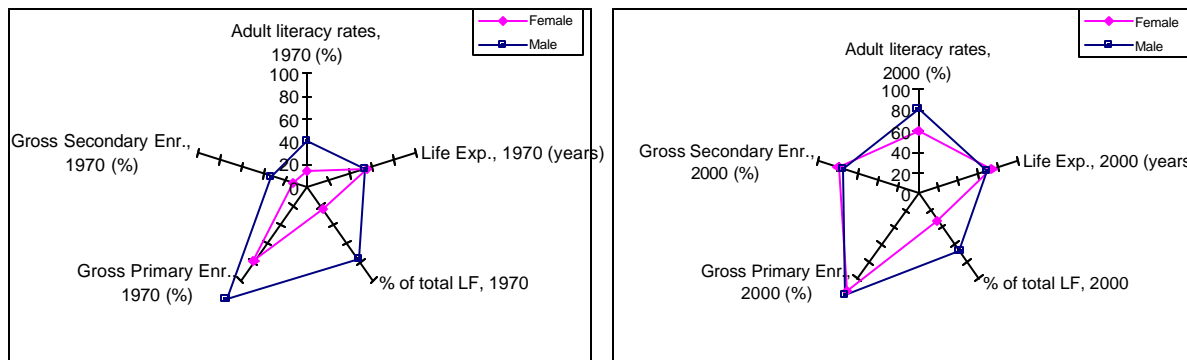 Female
Male
Adult literacy rates,
1970 (%)
100
80
60
40
20
0
Gross Secondary Enr.,
1970 (%)
Life Exp., 1970 (years)
Gross Primary Enr.,
1970 (%)
% of total LF, 1970
Female
Male
Adult literacy rates,
2000 (%)
100
80
60
40
20
0
Gross Secondary Enr.,
2000 (%)
Life Exp., 2000 (years
Gross Primary Enr.,
2000 (%)
% of total LF, 2000